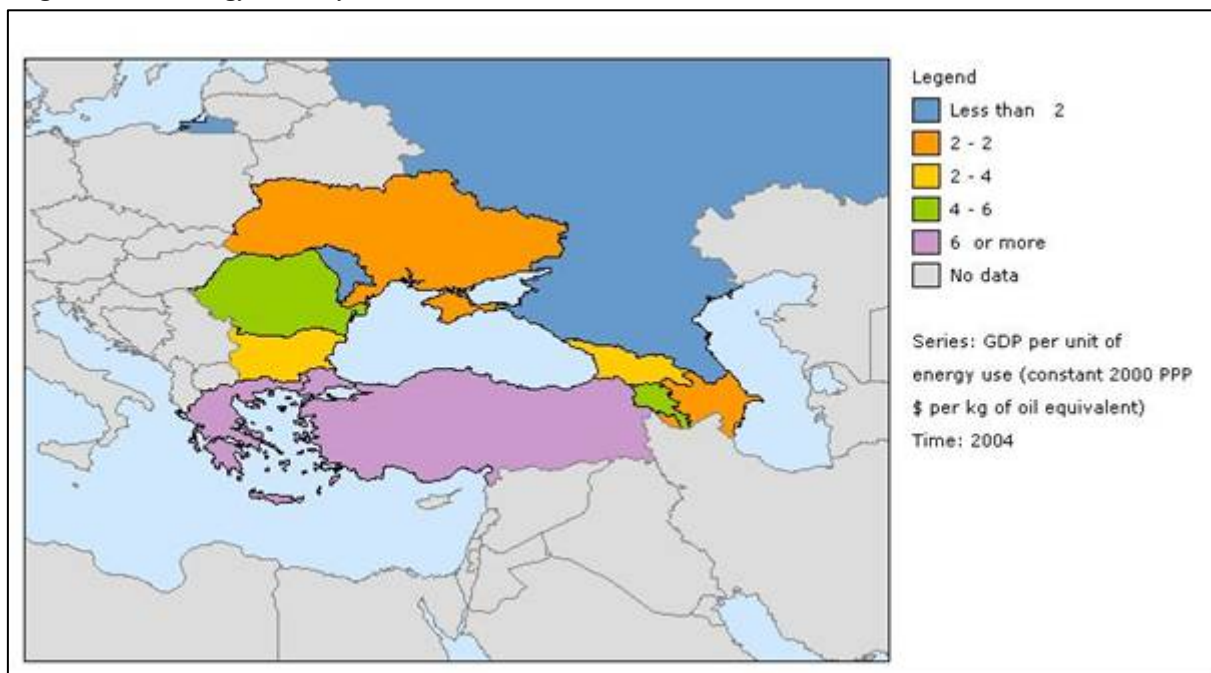 Legend
Less than 2
2 - 2
2 - 4
4 - 6
6 or more
No data
Series: GDP per unit of
energy use (constant 2000 PPP
$ per kg of oil equivalent)
Time: 2004